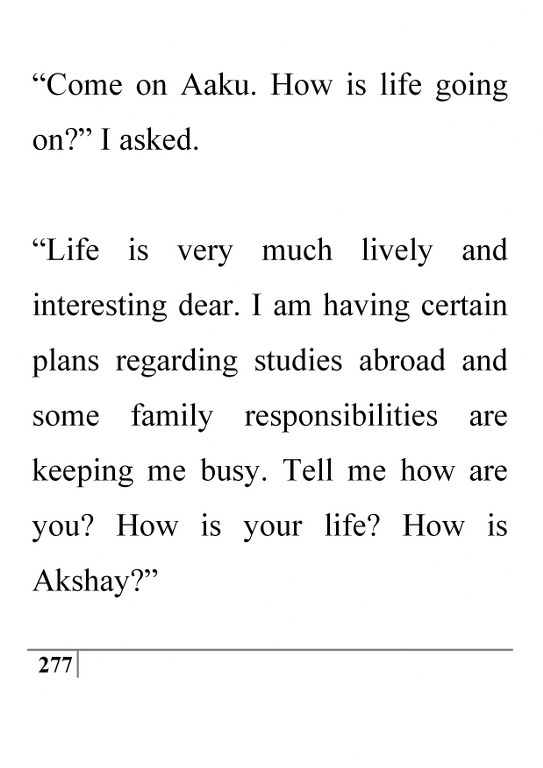 “Come on Aaku. How is life going
on?” I asked.
“Life is very much lively and
interesting dear. I am having certain
plans regarding studies abroad and
some family responsibilities are
keeping me busy. Tell me how are
you? How is your life? How is
Akshay?”
277